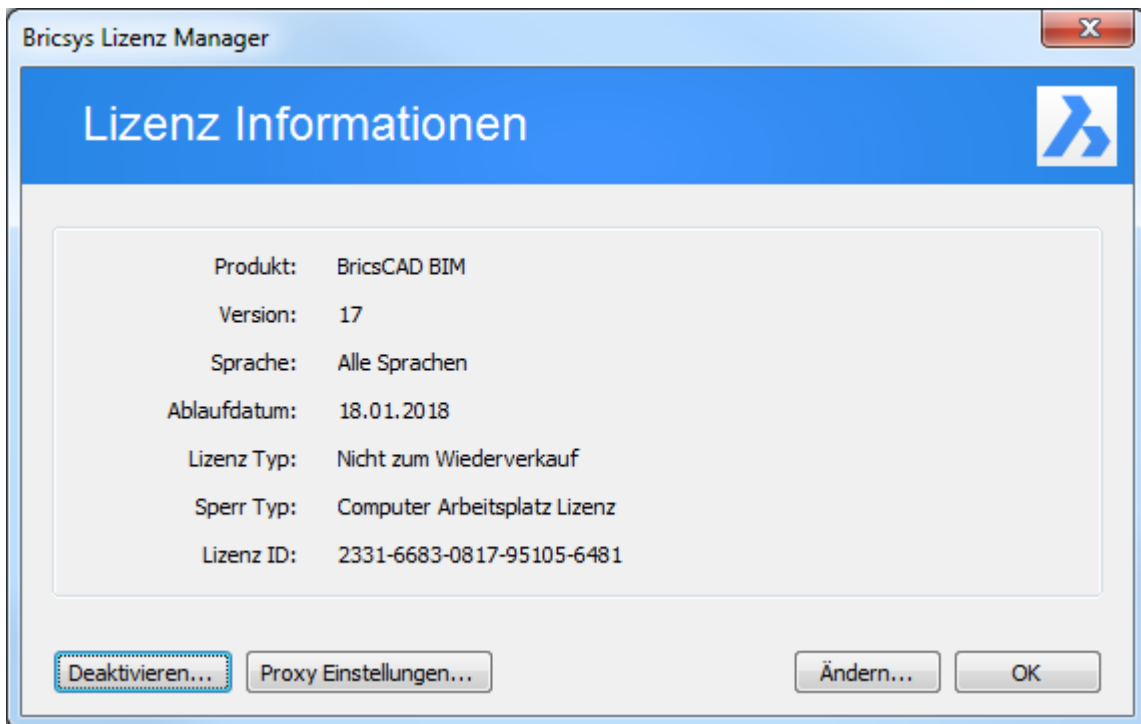 Bricsys Lizenz Manager
Lizenz Informationen
Produkt: BricsCAD BIM
Version: 17
Sprache: Alle Sprachen
Ablaufdatum: 18.01.2018
Lizenz Typ: Nicht zum Wiederverkauf
Sperr Typ: Computer Arbeitsplatz Lizenz
Lizenz ID: 2331-6683-0817-95105-6481
Deaktivieren... Proxy Einstellungen... Ändern... OK